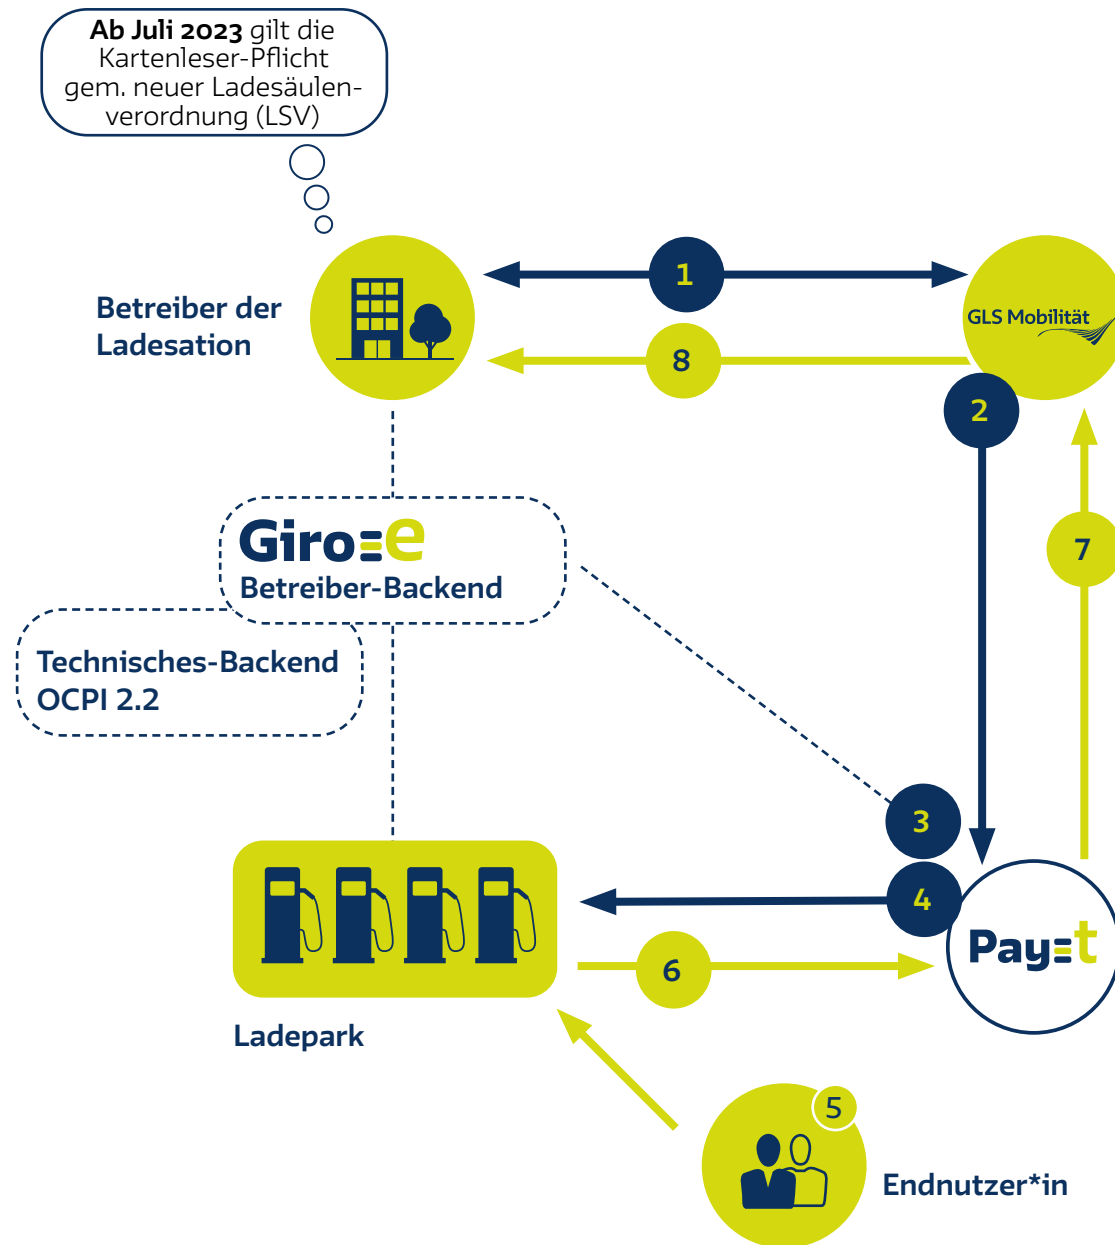 Ab Juli 2023 gilt die
Kartenleser-Pflicht
gem. neuer Ladesäulen-
verordnung (LSV)
1
Betreiber der
Ladesation
GLS Mobilität
8
2
Giro-e
Betreiber-Backend
7
Technisches-Backend
OCPI 2.2
3
4
Pay-t
6
Ladepark
5
Endnutzer*in